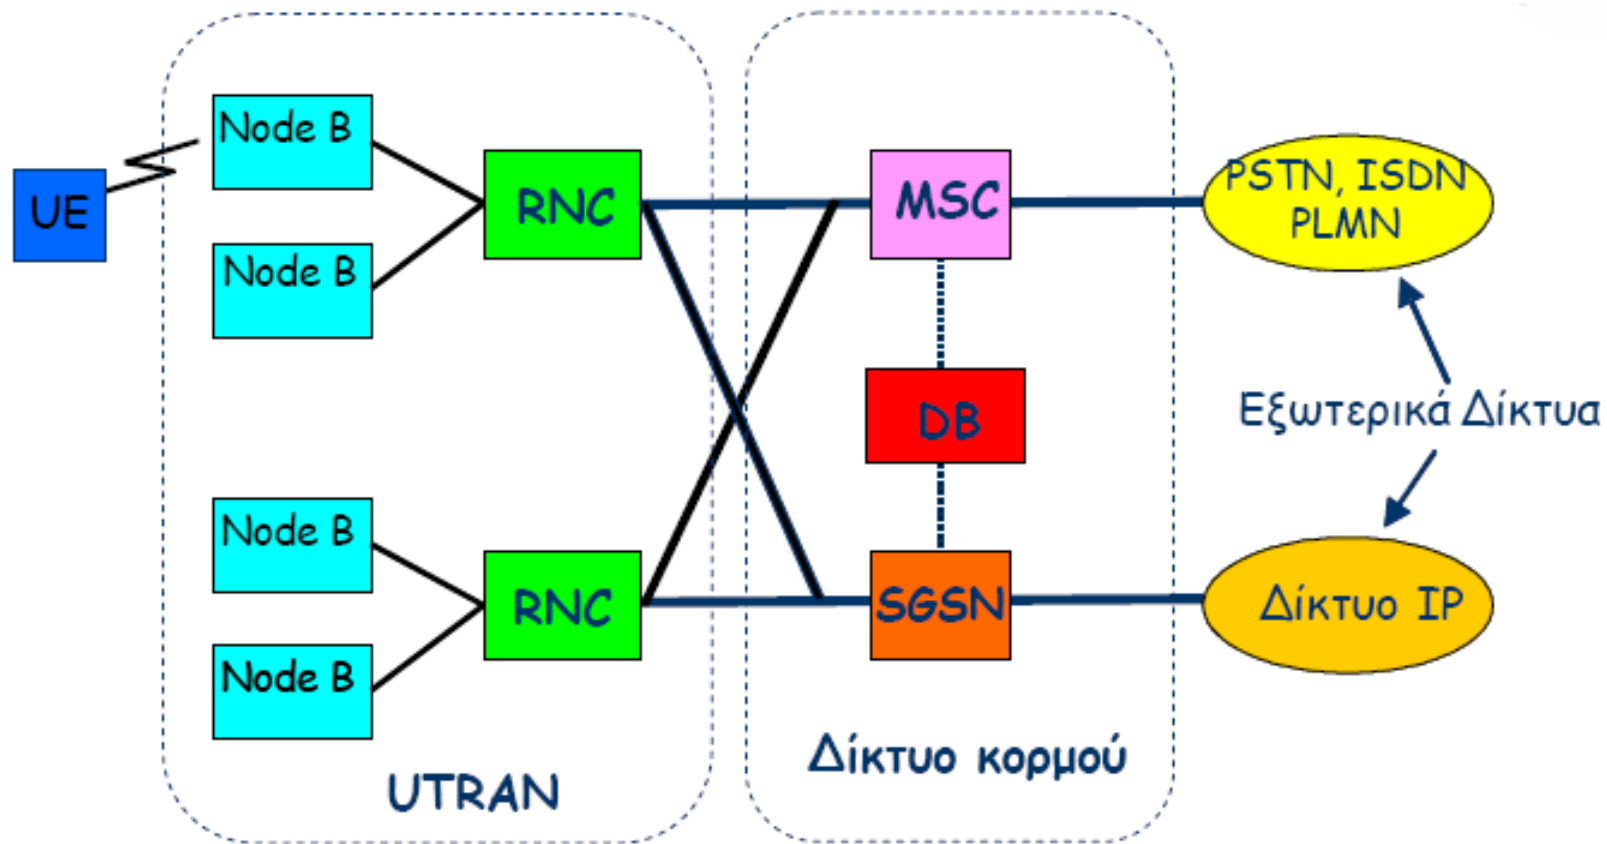 Node B
UE
Node B
RNC
Node B
RNC
Node B
UTRAN
MSC
DB
SGSN
Δίκτυο κορμού
PSTN, ISDN
PLMN
Εξωτερικά Δίκτυα
Δίκτυο IP